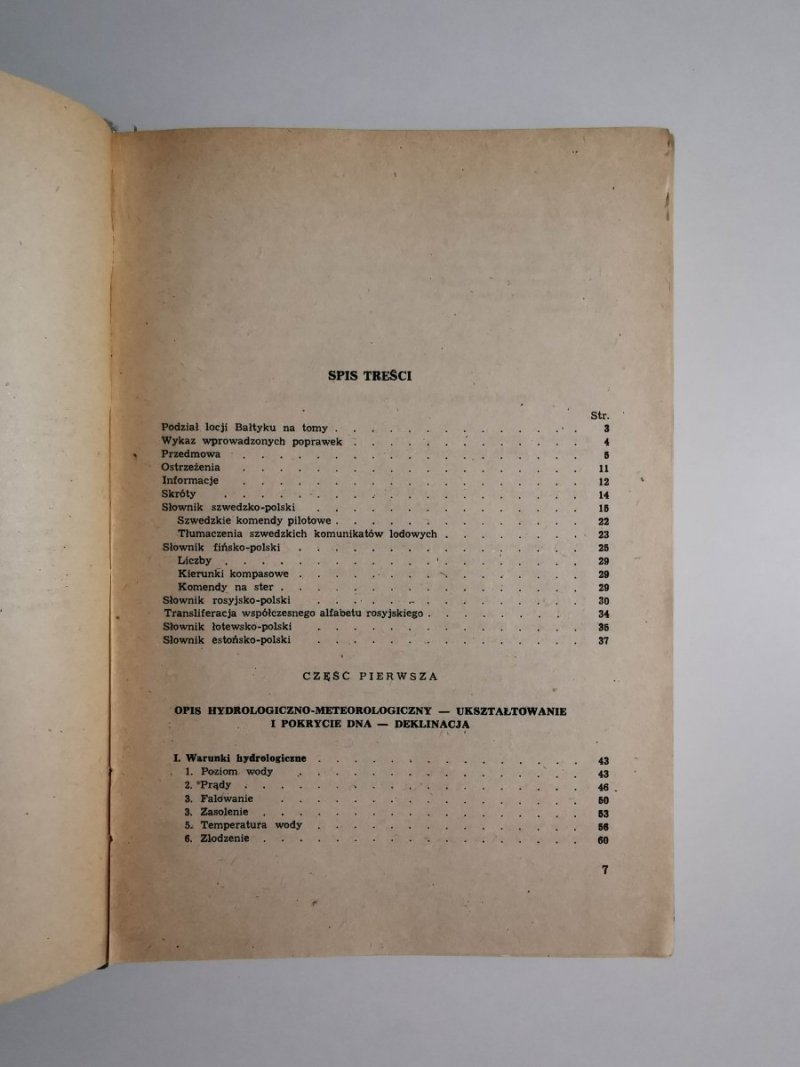 SPIS TREŚCI
Str.
Podział locji Bałtyku na tomy . . . . . . . . . . . . . 3
Wykaz wprowadzonych poprawek . . . . . . . . . . . . 4
Przedmowa . . . . . . . . . . . . . . . . . . 5
Ostrzeżenia . . . . . . . . . . . . . . . . . . 11
Informacje . . . . . . . . . . . . . . . . . . 12
Skróty . . . . . . . . . . . . . . . . . . . 14
Słownik szwedzko-polski . . . . . . . . . . . . . . 15
Szwedzkie komendy pilotowe . . . . . . . . . . . . . 22
Tłumaczenia szwedzkich komunikatów lodowych . . . . . . . . 23
Słownik fińsko-polski . . . . . . . . . . . . . . . 25
Liczby . . . . . . . . . . . . . . . . . . . 29
Kierunki kompasowe . . . . . . . . . . . . . . . 29
Komendy na ster . . . . . . . . . . . . . . . . 29
Słownik rosyjsko-polski . . . . . . . . . . . . . . 30
Transliferacja współczesnego alfabetu rosyjskiego . . . . . . . . 34
Słownik łotewsko-polski . . . . . . . . . . . . . . 35
Słownik estońsko-polski . . . . . . . . . . . . . . 37
CZĘŚĆ PIERWSZA
OPIS HYDROLOGICZNO-METEOROLOGICZNY — UKSZTAŁTOWANIE
I POKRYCIE DNA — DEKLINACJA
I. Warunki hydrologiczne . . . . . . . . . . . . . . 43
1. Poziom wody . . . . . . . . . . . . . . . 43
2. Prądy . . . . . . . . . . . . . . . . . . 46
3. Falowanie . . . . . . . . . . . . . . . . 50
3. Zasolenie . . . . . . . . . . . . . . . . . 53
5. Temperatura wody . . . . . . . . . . . . . . 56
6. Zlodzenie . . . . . . . . . . . . . . . . . 60
7